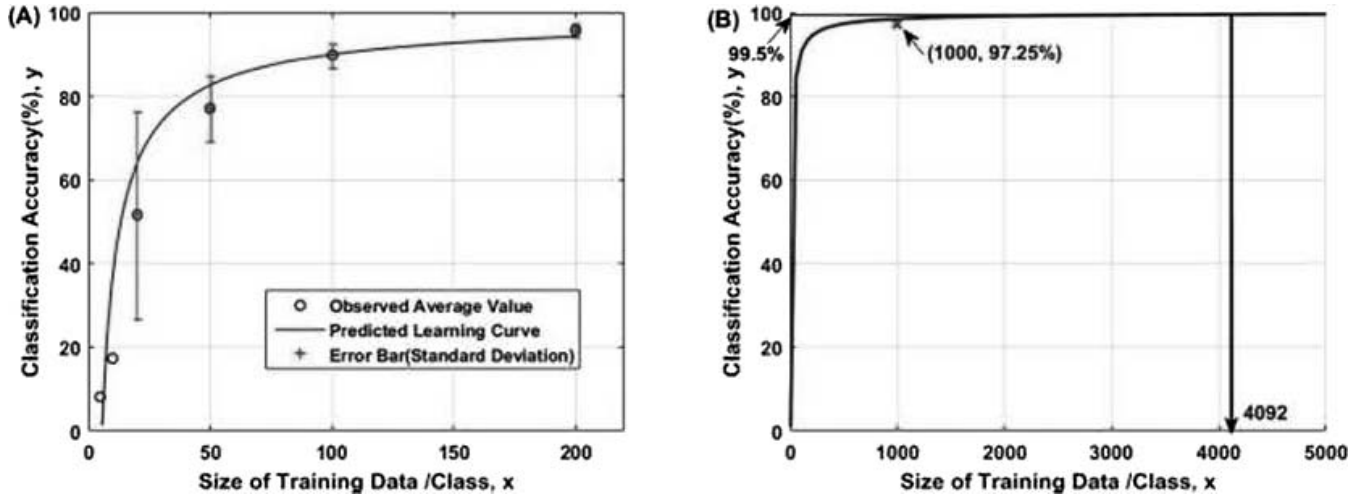 (A)
100
80
60
40
20
0
Classification Accuracy(%), y
0
50
100
150
200
Size of Training Data /Class, x
Observed Average Value
Predicted Learning Curve
Error Bar(Standard Deviation)
(B)
100
80
60
40
20
0
Classification Accuracy(%), y
99.5%
(1000, 97.25%)
4092
0
1000
2000
3000
4000
5000
Size of Training Data /Class, x